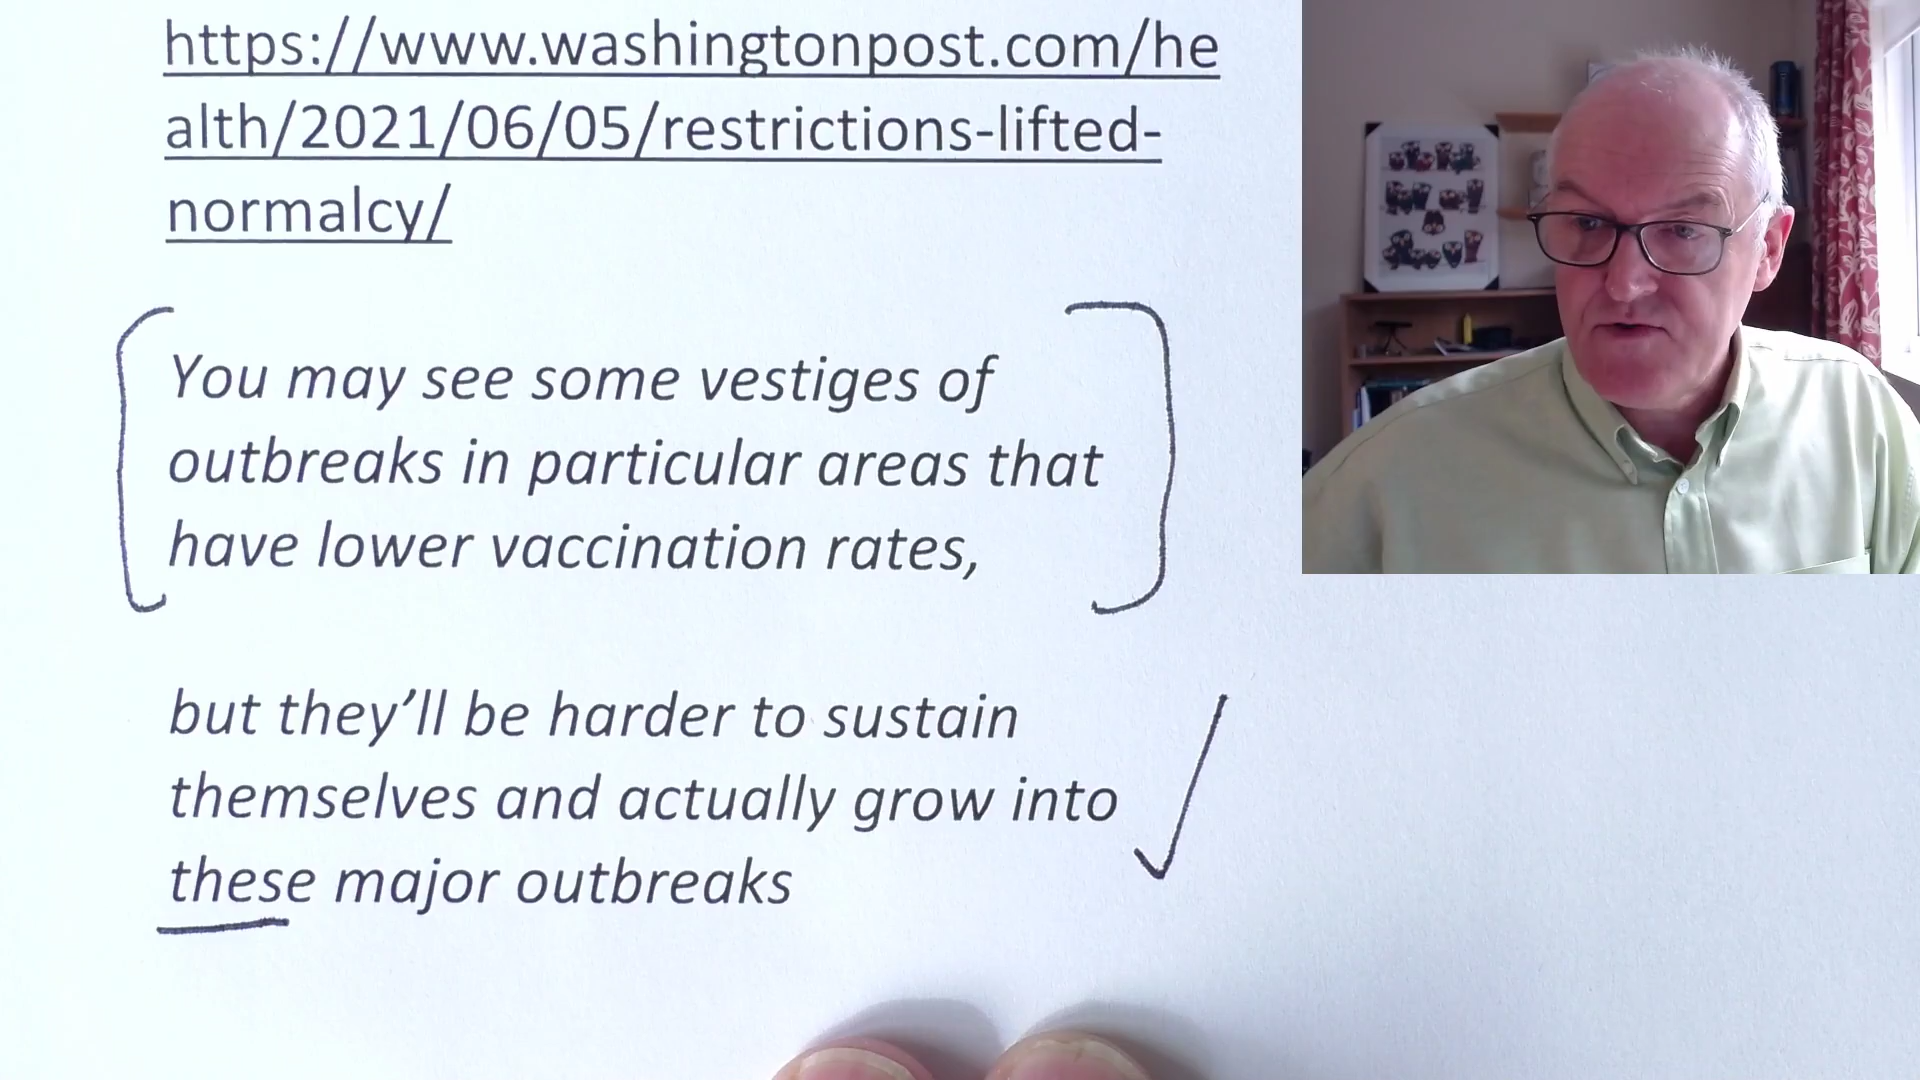 https://www.washingtonpost.com/he
alth/2021/06/05/restrictions-lifted-
normalcy/
You may see some vestiges of
outbreaks in particular areas that
have lower vaccination rates,
but they’ll be harder to sustain
themselves and actually grow into
these major outbreaks